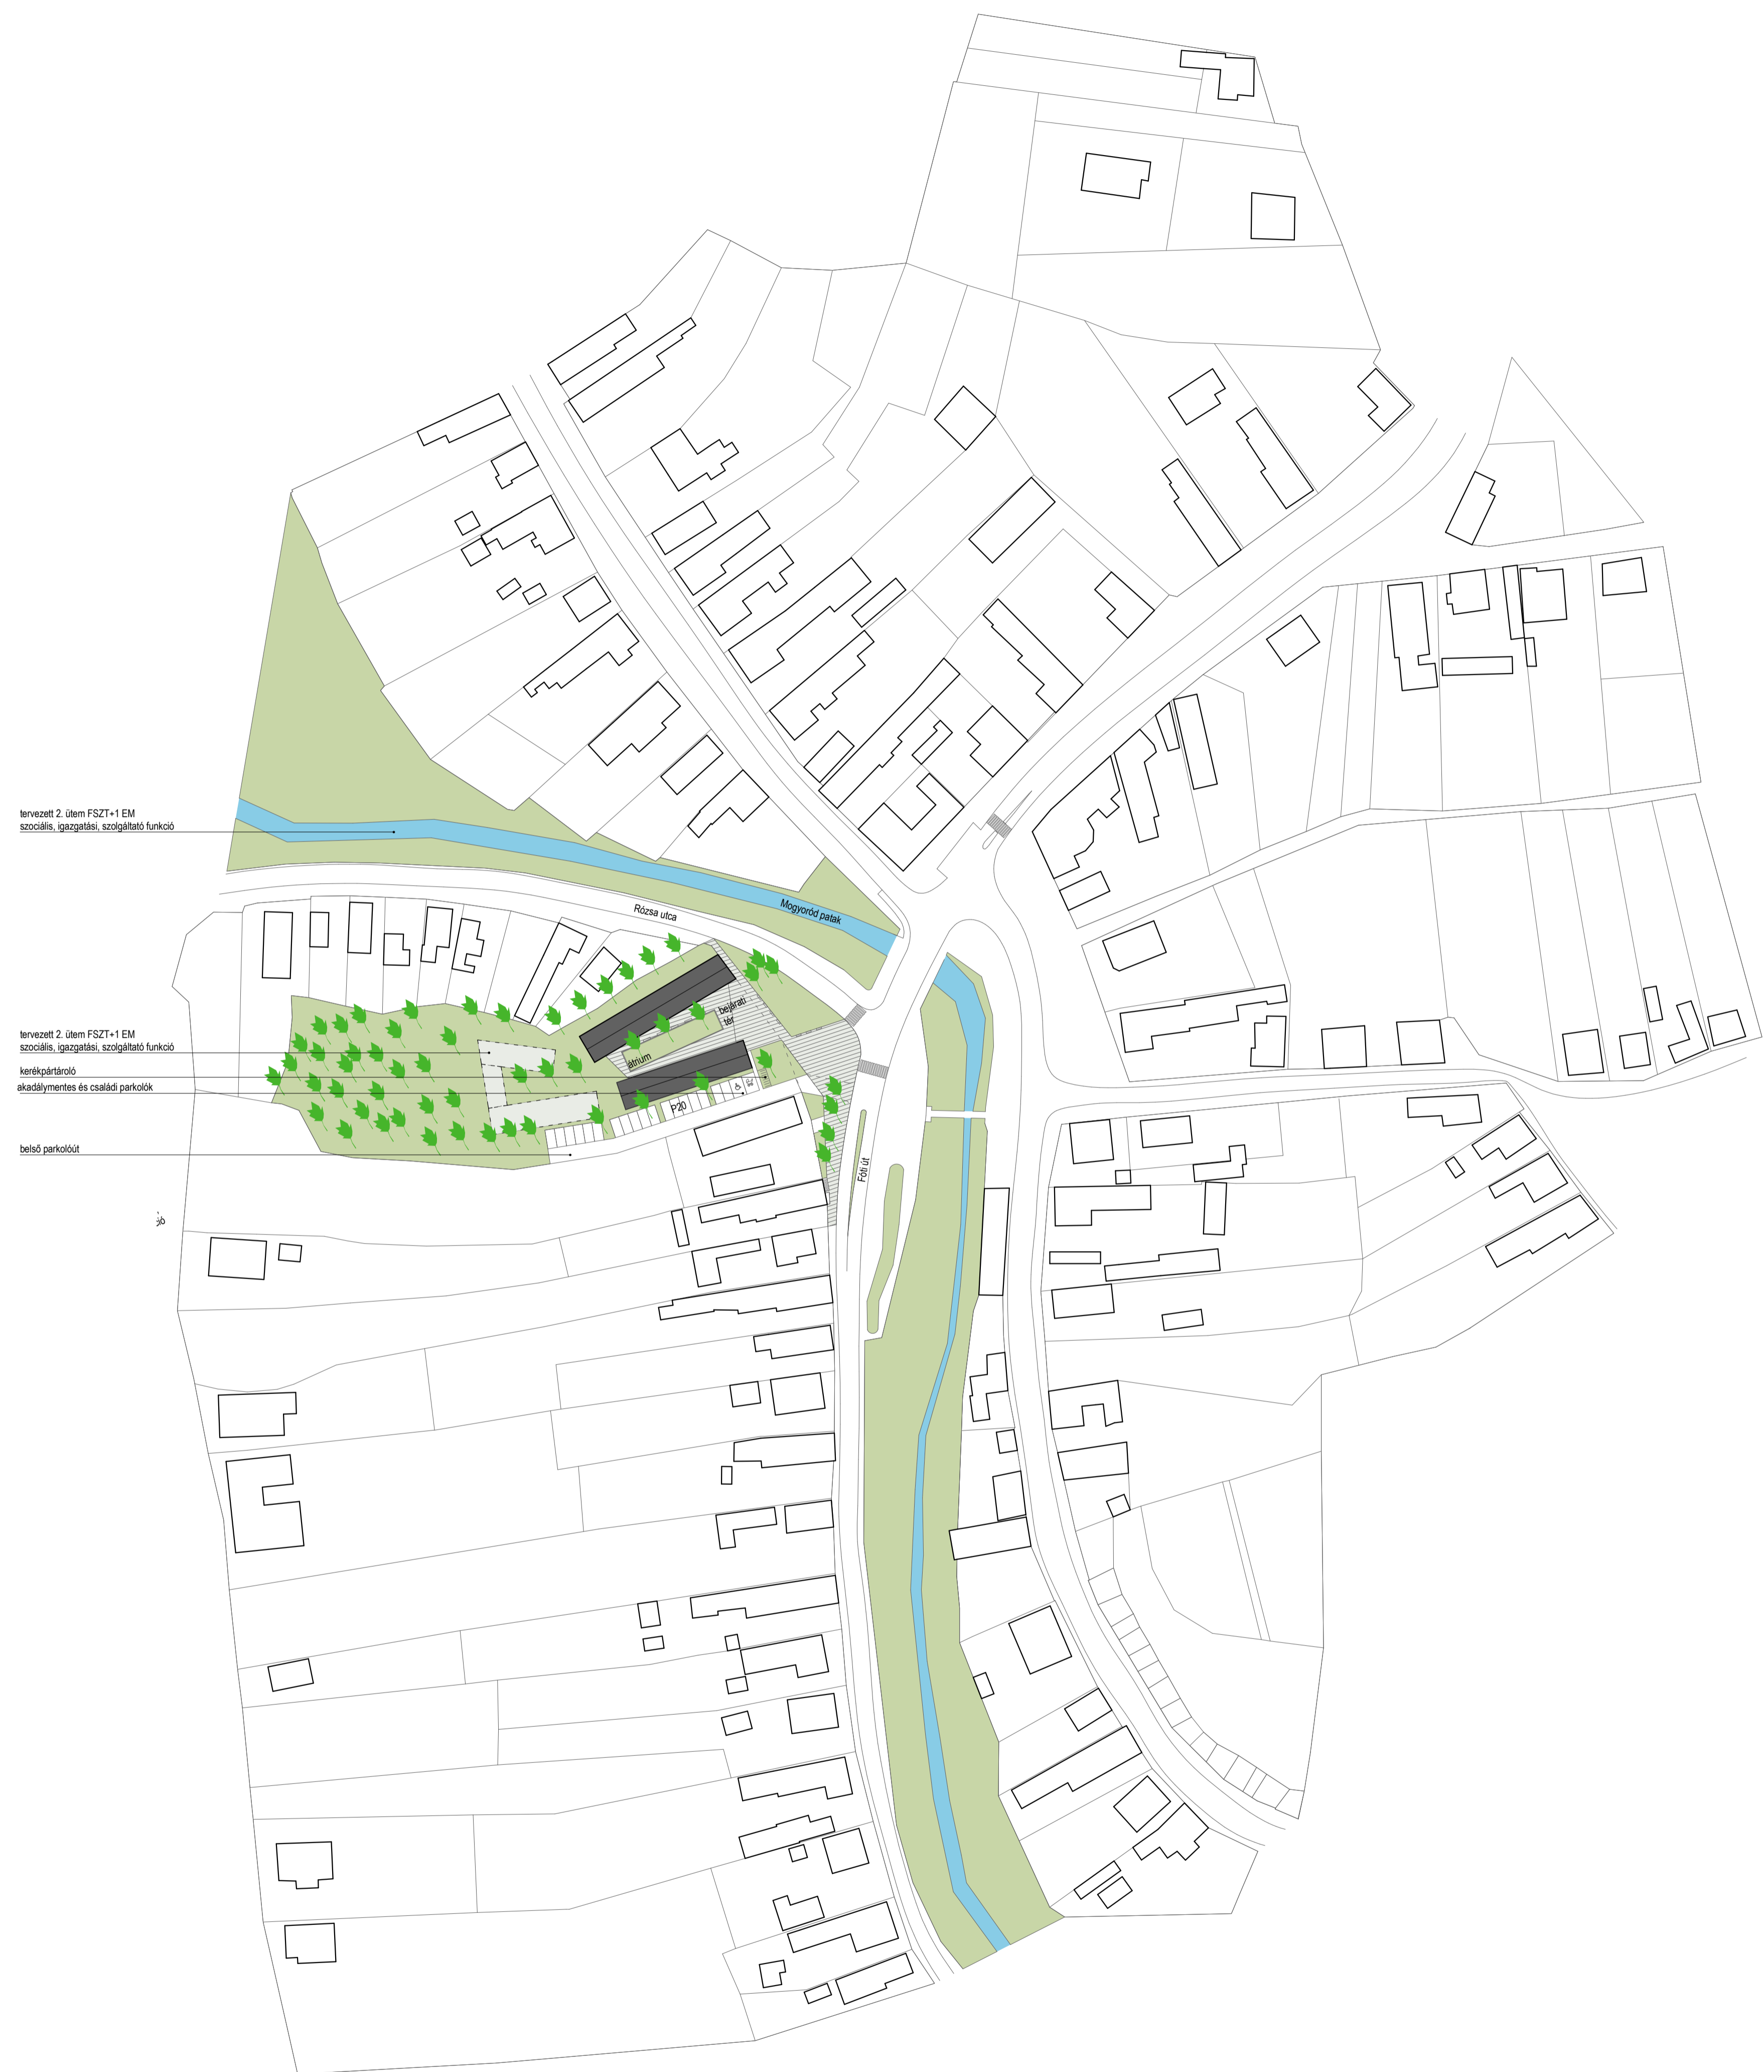 tervezett 2. ütem FSZT+1 EM
szociális, igazgatási, szolgáltató funkció
Rózsa utca
Mogyoród patak
bejárati
tér
átrium
tervezett 2. ütem FSZT+1 EM
szociális, igazgatási, szolgáltató funkció
kerékpártároló
akadálymentes és családi parkolók
P20
belső parkolóút
Fóti út